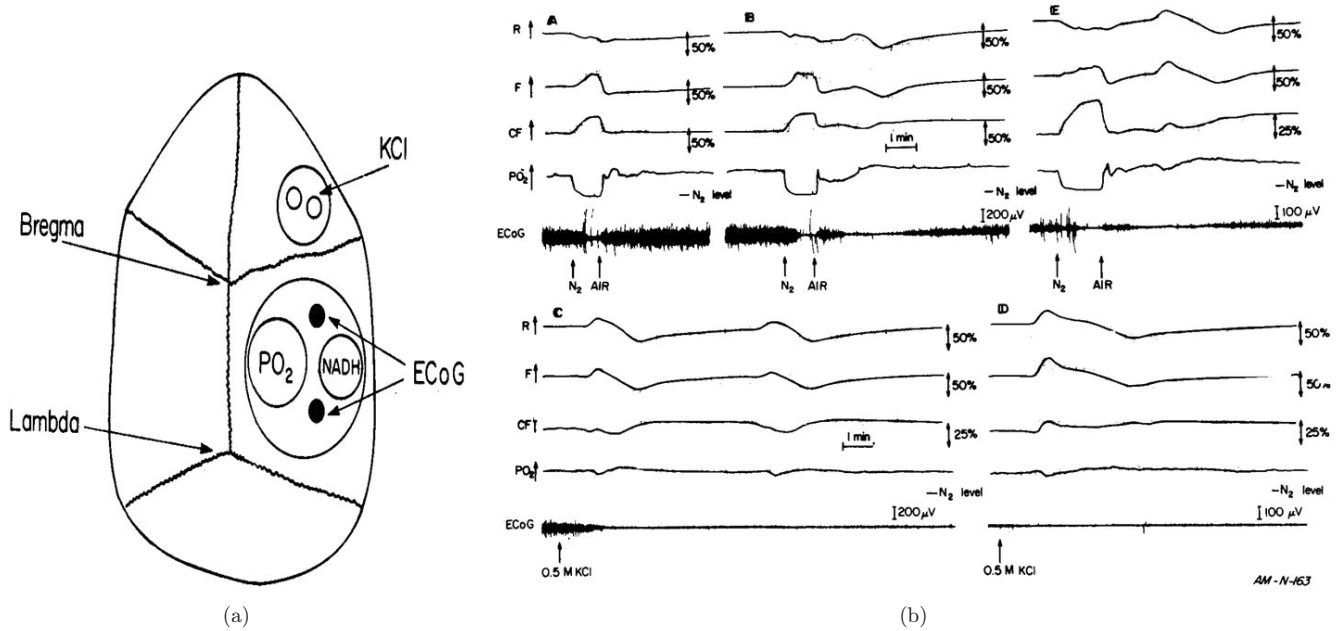 KCl
Bregma
PO2
NADH
ECoG
Lambda
(a)
A
R
50%
F
50%
CF
50%
PO2
—N2 level
ECoG
N2
AIR
B
50%
50%
1 min
50%
—N2 level
200 μV
N2
AIR
E
50%
50%
25%
—N2 level
100 μV
N2
AIR
C
R
50%
F
50%
CF
25%
1 min
PO2
—N2 level
200 μV
ECoG
0.5 M KCl
D
50%
50%
25%
—N2 level
100 μV
0.5 M KCl
AM-N-163
(b)